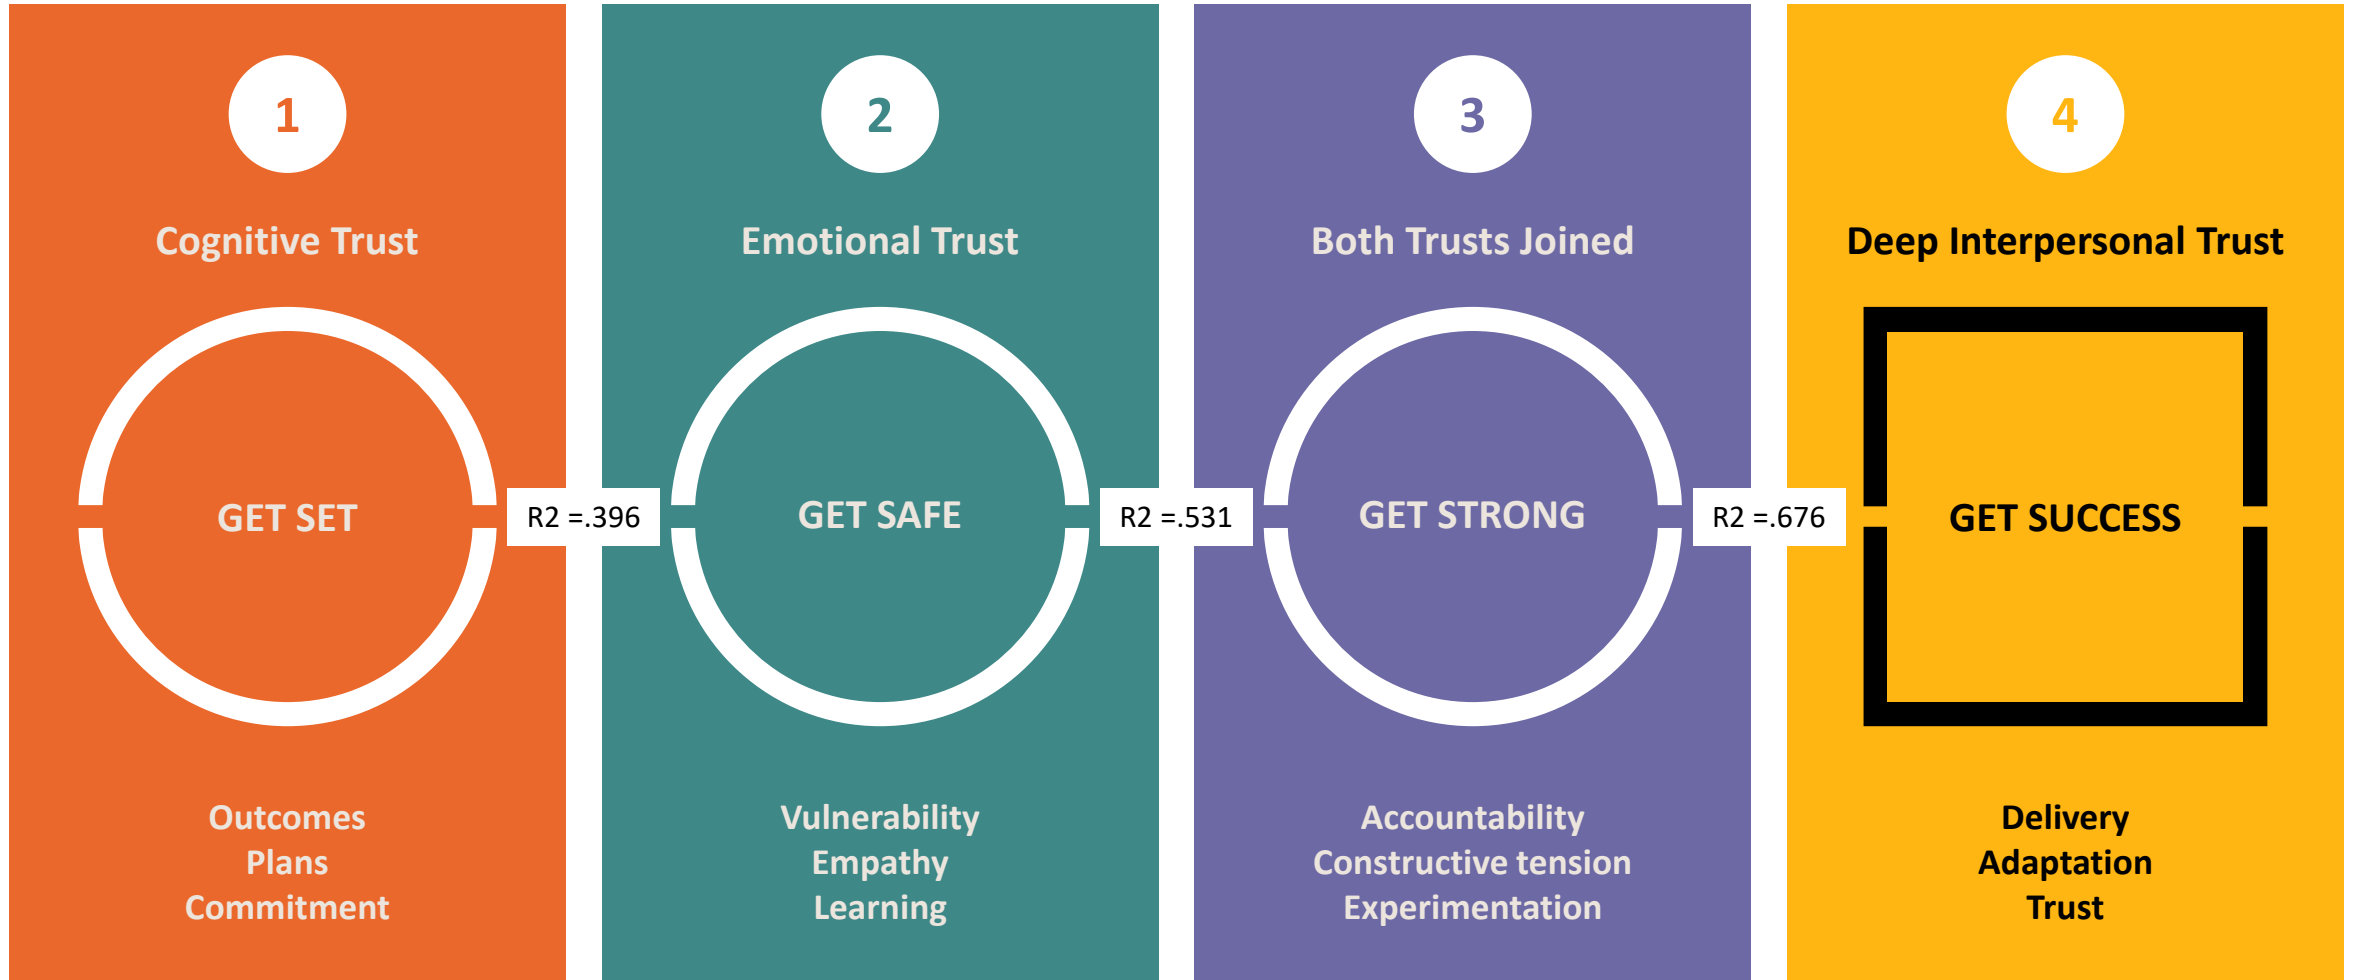 1
Cognitive Trust
GET SET
Outcomes
Plans
Commitment
R2 =.396
2
Emotional Trust
GET SAFE
Vulnerability
Empathy
Learning
R2 =.531
3
Both Trusts Joined
GET STRONG
Accountability
Constructive tension
Experimentation
R2 =.676
4
Deep Interpersonal Trust
GET SUCCESS
Delivery
Adaptation
Trust